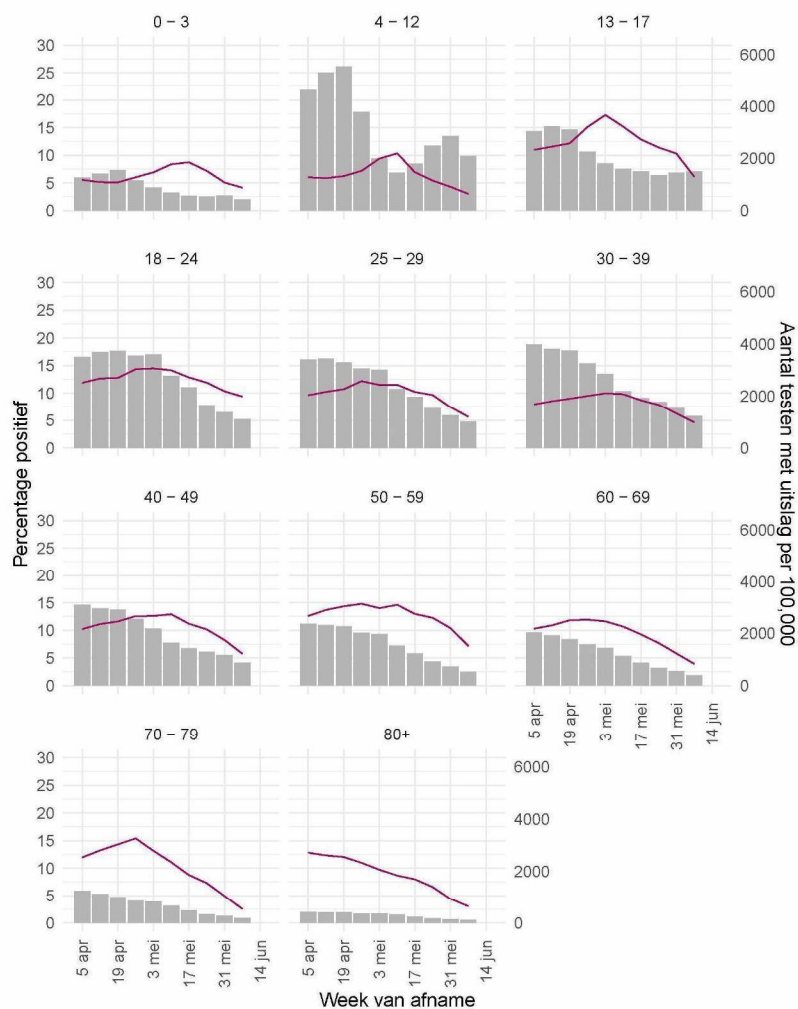 0 – 3
4 – 12
13 – 17
30
25
20
15
10
5
0
6000
4000
2000
0
18 – 24
25 – 29
30 – 39
30
25
20
15
10
5
0
6000
4000
2000
0
40 – 49
50 – 59
60 – 69
30
25
20
15
10
5
0
6000
4000
2000
0
5 apr
19 apr
3 mei
17 mei
31 mei
14 jun
70 – 79
80+
30
25
20
15
10
5
0
6000
4000
2000
0
5 apr
19 apr
3 mei
17 mei
31 mei
14 jun
5 apr
19 apr
3 mei
17 mei
31 mei
14 jun
Percentage positief
Aantal testen met uitslag per 100,000
Week van afname